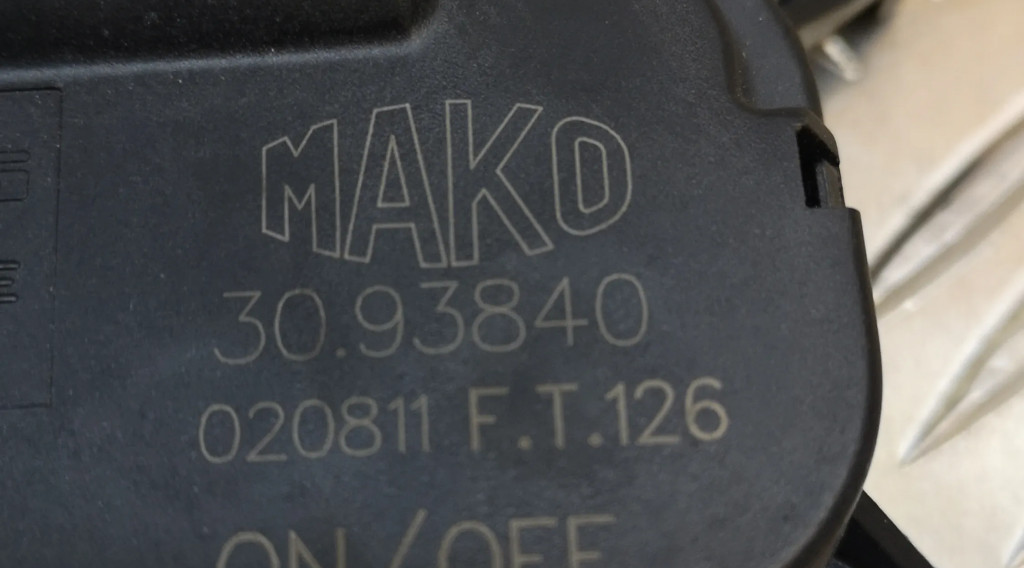 MAKO
30.93840
020811 F.T.126
ON/OFF